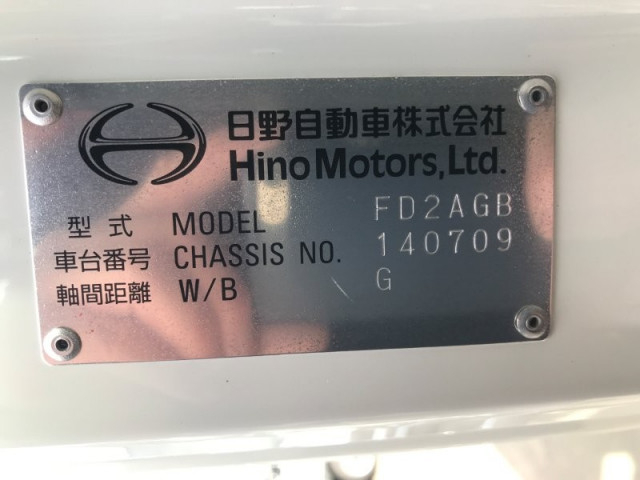 日野自動車株式会社
Hino Motors, Ltd.
型式 MODEL FD2AGB
車台番号 CHASSIS NO. 140709
軸間距離 W/B G